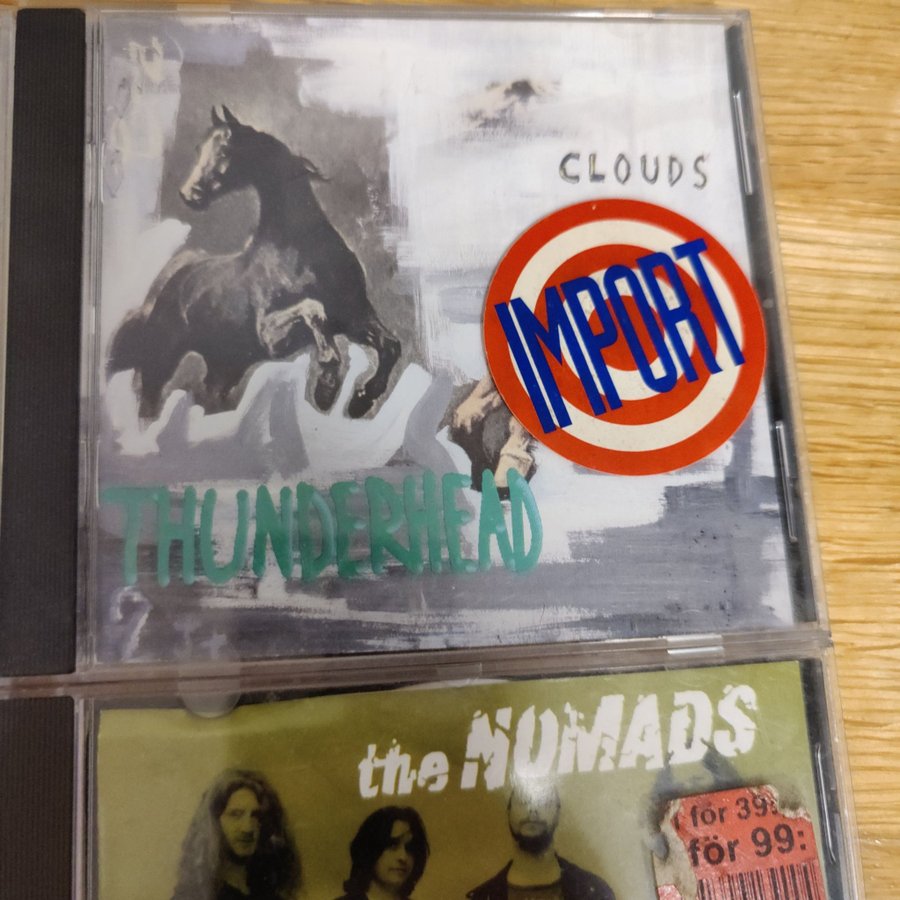 CLOUDS
IMPORT
THUNDERHEAD
the NOMADS
för 39:
för 99: